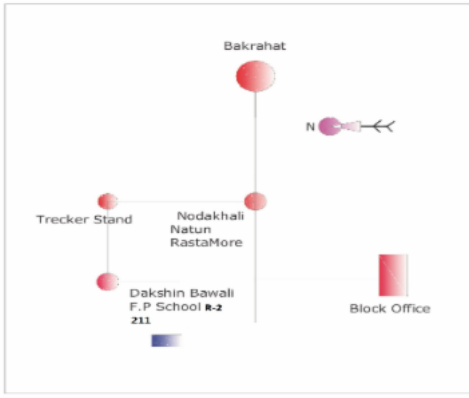 Bakrahat
N
Trecker Stand
Nodakhali
Natun
RastaMore
Dakshin Bawali
F.P School R-2
211
Block Office